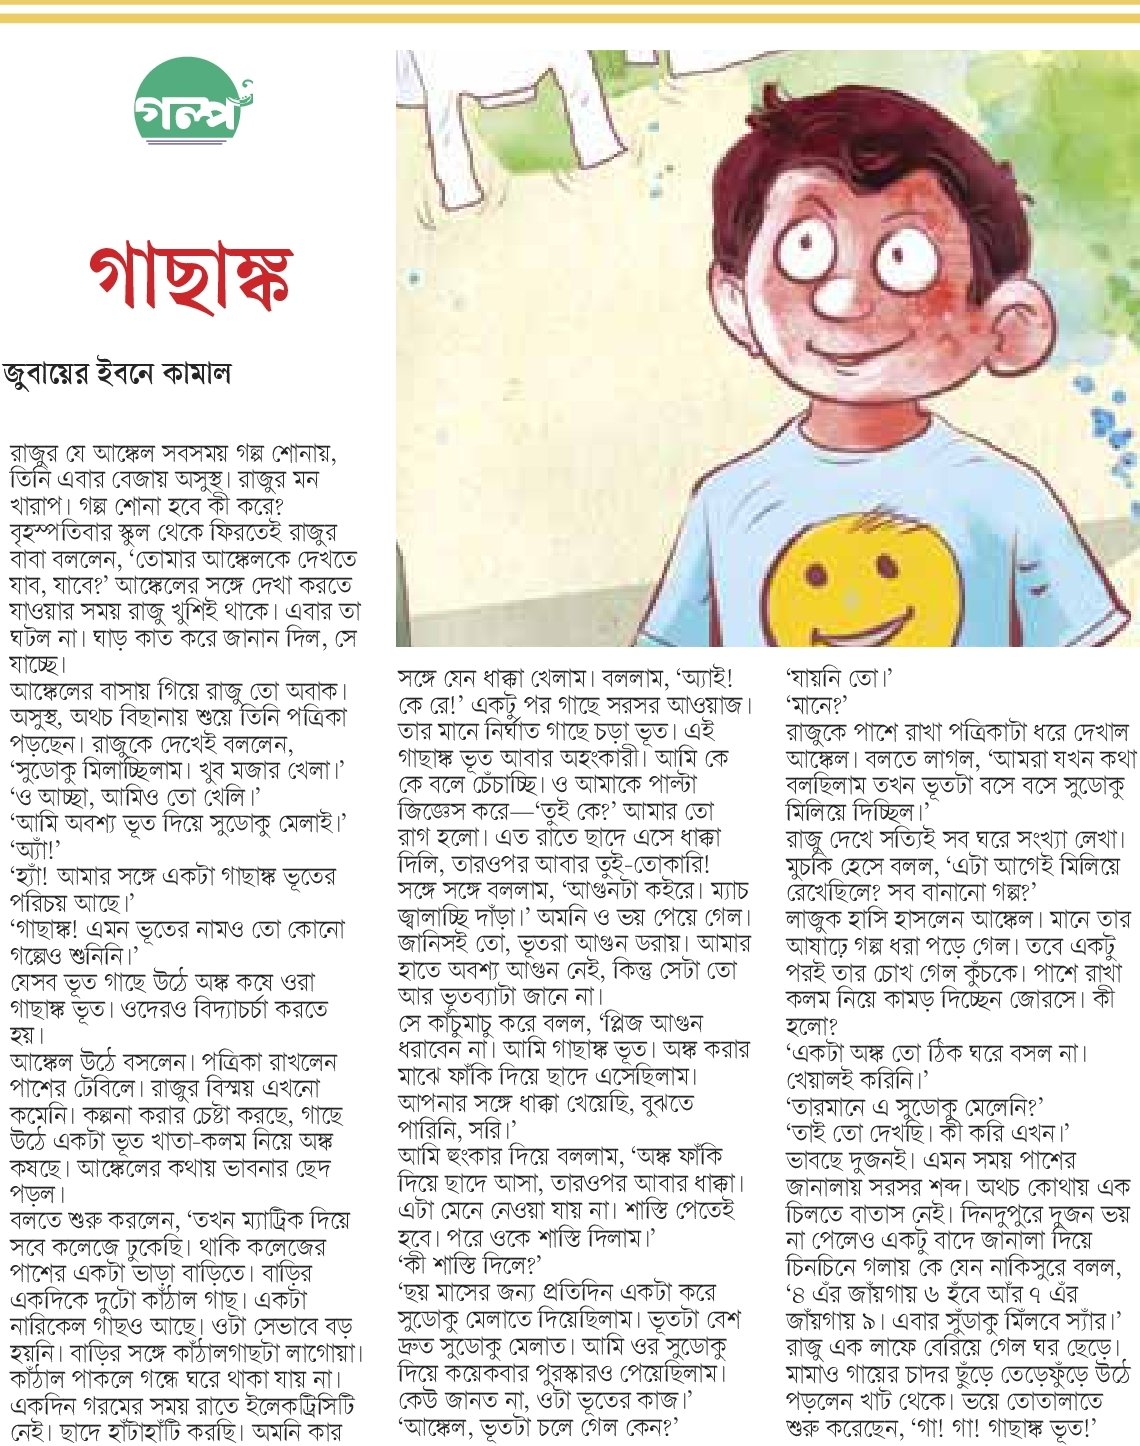 গল্প
গাছাঙ্ক
জুবায়ের ইবনে কামাল
রাজুর যে আঙ্কেল সবসময় গল্প শোনায়,
তিনি এবার বেজায় অসুস্থ। রাজুর মন
খারাপ। গল্প শোনা হবে কী করে?
বৃহস্পতিবার স্কুল থেকে ফিরতেই রাজুর
বাবা বললেন, ‘তোমার আঙ্কেলকে দেখতে
যাব, যাবে?’ আঙ্কেলের সঙ্গে দেখা করতে
যাওয়ার সময় রাজু খুশিই থাকে। এবার তা
ঘটল না। ঘাড় কাত করে জানান দিল, সে
যাচ্ছে।
আঙ্কেলের বাসায় গিয়ে রাজু তো অবাক।
অসুস্থ, অথচ বিছানায় শুয়ে তিনি পত্রিকা
পড়ছেন। রাজুকে দেখেই বললেন,
‘সুডোকু মিলাচ্ছিলাম। খুব মজার খেলা।’
‘ও আচ্ছা, আমিও তো খেলি।’
‘আমি অবশ্য ভূত দিয়ে সুডোকু মেলাই।’
‘অ্যাঁ!’
‘হ্যাঁ! আমার সঙ্গে একটা গাছাঙ্ক ভূতের
পরিচয় আছে।’
‘গাছাঙ্ক! এমন ভূতের নামও তো কোনো
গল্পেও শুনিনি।’
যেসব ভূত গাছে উঠে অঙ্ক কষে ওরা
গাছাঙ্ক ভূত। ওদেরও বিদ্যাচর্চা করতে
হয়।
আঙ্কেল উঠে বসলেন। পত্রিকা রাখলেন
পাশের টেবিলে। রাজুর বিস্ময় এখনো
কমেনি। কল্পনা করার চেষ্টা করছে, গাছে
উঠে একটা ভূত খাতা-কলম নিয়ে অঙ্ক
কষছে। আঙ্কেলের কথায় ভাবনার ছেদ
পড়ল।
বলতে শুরু করলেন, ‘তখন ম্যাট্রিক দিয়ে
সবে কলেজে ঢুকেছি। থাকি কলেজের
পাশের একটা ভাড়া বাড়িতে। বাড়ির
একদিকে দুটো কাঁঠাল গাছ। একটা
নারিকেল গাছও আছে। ওটা সেভাবে বড়
হয়নি। বাড়ির সঙ্গে কাঁঠালগাছটা লাগোয়া।
কাঁঠাল পাকলে গন্ধে ঘরে থাকা যায় না।
একদিন গরমের সময় রাতে ইলেকট্রিসিটি
নেই। ছাদে হাঁটাহাঁটি করছি। অমনি কার
সঙ্গে যেন ধাক্কা খেলাম। বললাম, ‘অ্যাই!
কে রে!’ একটু পর গাছে সরসর আওয়াজ।
তার মানে নির্ঘাত গাছে চড়া ভূত। এই
গাছাঙ্ক ভূত আবার অহংকারী। আমি কে
কে বলে চেঁচাচ্ছি। ও আমাকে পাল্টা
জিজ্ঞেস করে—‘তুই কে?’ আমার তো
রাগ হলো। এত রাতে ছাদে এসে ধাক্কা
দিলি, তারওপর আবার তুই-তোকারি!
সঙ্গে সঙ্গে বললাম, ‘আগুনটা কইরে। ম্যাচ
জ্বালাচ্ছি দাঁড়া।’ অমনি ও ভয় পেয়ে গেল।
জানিসই তো, ভূতরা আগুন ডরায়। আমার
হাতে অবশ্য আগুন নেই, কিন্তু সেটা তো
আর ভূতব্যাটা জানে না।
সে কাঁচুমাচু করে বলল, ‘প্লিজ আগুন
ধরাবেন না। আমি গাছাঙ্ক ভূত। অঙ্ক করার
মাঝে ফাঁকি দিয়ে ছাদে এসেছিলাম।
আপনার সঙ্গে ধাক্কা খেয়েছি, বুঝতে
পারিনি, সরি।’
আমি হুংকার দিয়ে বললাম, ‘অঙ্ক ফাঁকি
দিয়ে ছাদে আসা, তারওপর আবার ধাক্কা।
এটা মেনে নেওয়া যায় না। শাস্তি পেতেই
হবে। পরে ওকে শাস্তি দিলাম।’
‘কী শাস্তি দিলে?’
‘ছয় মাসের জন্য প্রতিদিন একটা করে
সুডোকু মেলাতে দিয়েছিলাম। ভূতটা বেশ
দ্রুত সুডোকু মেলাত। আমি ওর সুডোকু
দিয়ে কয়েকবার পুরস্কারও পেয়েছিলাম।
কেউ জানত না, ওটা ভূতের কাজ।’
‘আঙ্কেল, ভূতটা চলে গেল কেন?’
‘যায়নি তো।’
‘মানে?’
রাজুকে পাশে রাখা পত্রিকাটা ধরে দেখাল
আঙ্কেল। বলতে লাগল, ‘আমরা যখন কথা
বলছিলাম তখন ভূতটা বসে বসে সুডোকু
মিলিয়ে দিচ্ছিল।’
রাজু দেখে সত্যিই সব ঘরে সংখ্যা লেখা।
মুচকি হেসে বলল, ‘এটা আগেই মিলিয়ে
রেখেছিলে? সব বানানো গল্প?’
লাজুক হাসি হাসলেন আঙ্কেল। মানে তার
আষাঢ়ে গল্প ধরা পড়ে গেল। তবে একটু
পরই তার চোখ গেল কুঁচকে। পাশে রাখা
কলম নিয়ে কামড় দিচ্ছেন জোরসে। কী
হলো?
‘একটা অঙ্ক তো ঠিক ঘরে বসল না।
খেয়ালই করিনি।’
‘তারমানে এ সুডোকু মেলেনি?’
‘তাই তো দেখছি। কী করি এখন।’
ভাবছে দুজনই। এমন সময় পাশের
জানালায় সরসর শব্দ। অথচ কোথায় এক
চিলতে বাতাস নেই। দিনদুপুরে দুজন ভয়
না পেলেও একটু বাদে জানালা দিয়ে
চিনচিনে গলায় কে যেন নাকিসুরে বলল,
‘৪ এঁর জাঁয়গায় ৬ হঁবে আঁর ৭ এঁর
জাঁয়গায় ৯। এবার সুঁডাকু মিঁলবে স্যাঁর।’
রাজু এক লাফে বেরিয়ে গেল ঘর ছেড়ে।
মামাও গায়ের চাদর ছুঁড়ে তেড়েফুঁড়ে উঠে
পড়লেন খাট থেকে। ভয়ে তোতালাতে
শুরু করেছেন, ‘গা! গা! গাছাঙ্ক ভূত!’